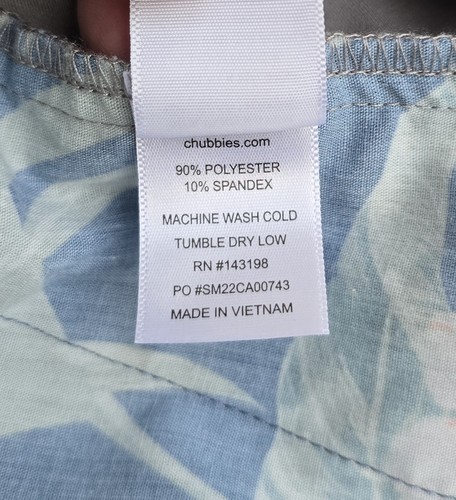 chubbies.com
90% POLYESTER
10% SPANDEX
MACHINE WASH COLD
TUMBLE DRY LOW
RN #143198
PO #SM22CA00743
MADE IN VIETNAM